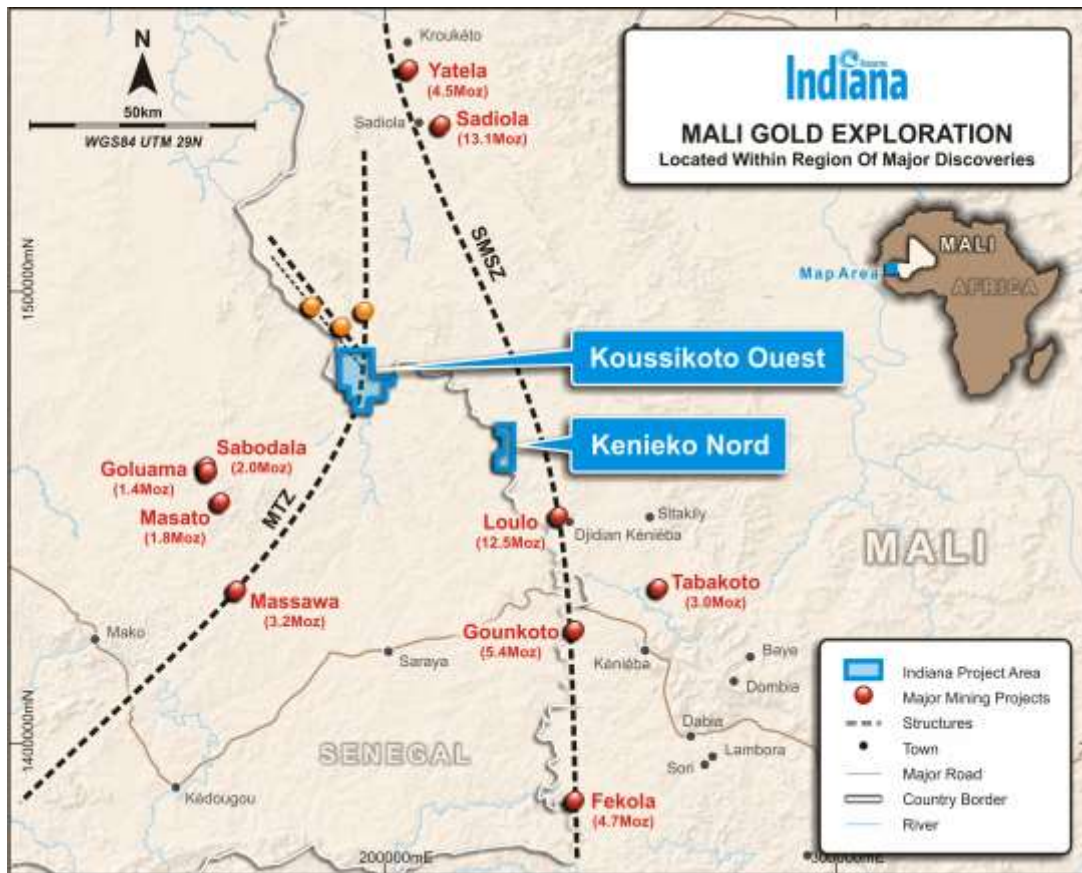 N
50km
WGS84 UTM 29N
Indiana
MALI GOLD EXPLORATION
Located Within Region Of Major Discoveries
MALI
Map Area
AFRICA
Kroukéto
Yatela
(4.5Moz)
Sadiola
Sadiola
(13.1Moz)
SMSZ
1500000mN
Koussikoto Ouest
Kenieko Nord
Sabodala
(2.0Moz)
Goluama
(1.4Moz)
Masato
(1.8Moz)
MTZ
Loulo
(12.5Moz)
Djidian Kéniéba
Sitakily
MALI
Massawa
(3.2Moz)
Tabakoto
(3.0Moz)
Mako
Saraya
Gounkoto
(5.4Moz)
Kéniéba
Baye
Dombia
Dabia
Lambora
Sori
1400000mN
SENEGAL
Kédougou
Fekola
(4.7Moz)
200000mE
300000mE
Indiana Project Area
Major Mining Projects
Structures
Town
Major Road
Country Border
River